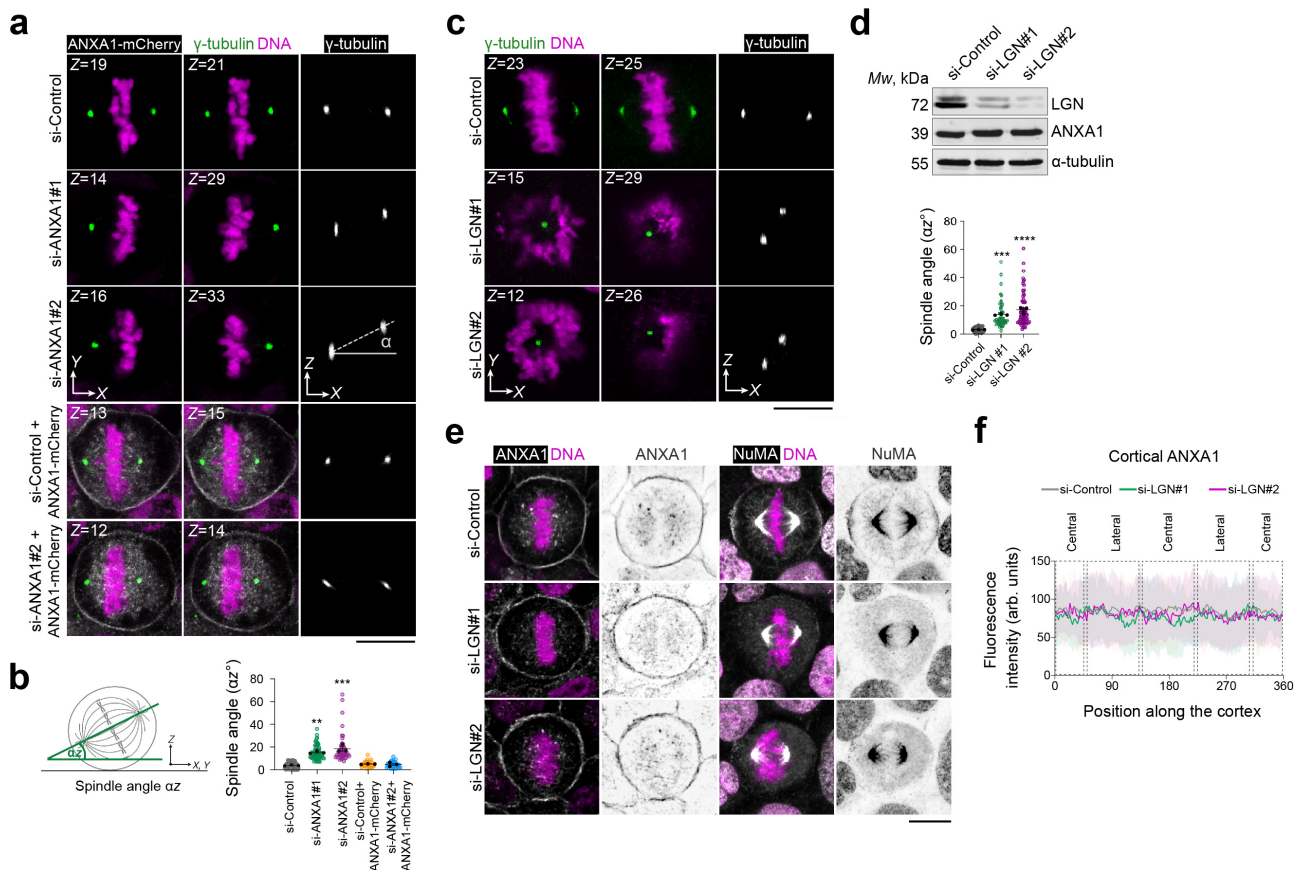 a
ANXA1-mCherry
γ-tubulin DNA
γ-tubulin
si-Control
Z=19
Z=21
si-ANXA1#1
Z=14
Z=29
si-ANXA1#2
Z=16
Z=33
α
Y
X
Z
X
si-Control +
ANXA1-mCherry
Z=13
Z=15
si-ANXA1#2 +
ANXA1-mCherry
Z=12
Z=14
b
αz
Z
X, Y
Spindle angle αz
Spindle angle (αz°)
80
60
40
20
0
**
***
si-Control
si-ANXA1#1
si-ANXA1#2
si-Control+
ANXA1-mCherry
si-ANXA1#2+
ANXA1-mCherry
c
γ-tubulin DNA
γ-tubulin
si-Control
Z=23
Z=25
si-LGN#1
Z=15
Z=29
si-LGN#2
Z=12
Z=26
Y
X
Z
X
d
si-Control
si-LGN#1
si-LGN#2
Mw, kDa
72
LGN
39
ANXA1
55
α-tubulin
Spindle angle (αz°)
80
60
40
20
0
***
****
si-Control
si-LGN #1
si-LGN #2
e
ANXA1 DNA
ANXA1
NuMA DNA
NuMA
si-Control
si-LGN#1
si-LGN#2
f
Cortical ANXA1
si-Control
si-LGN#1
si-LGN#2
Central
Lateral
Central
Lateral
Central
Fluorescence
intensity (arb. units)
150
100
50
0
0
90
180
270
360
Position along the cortex